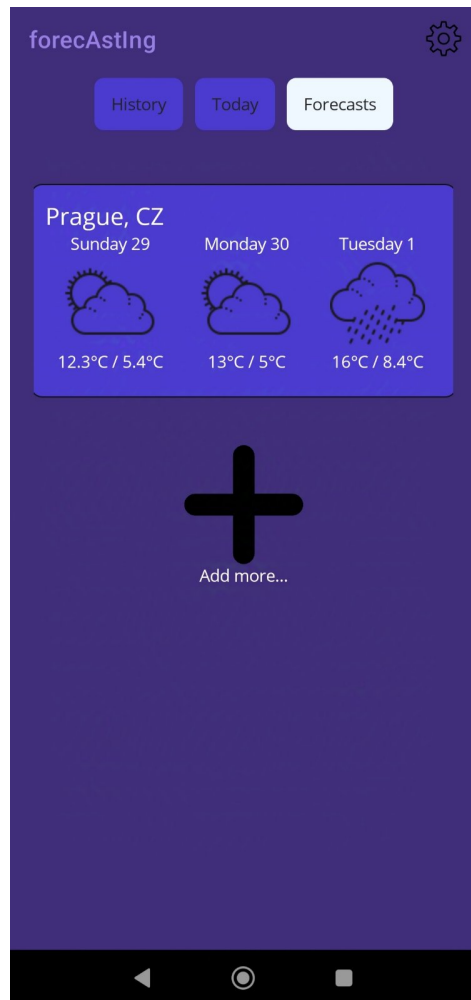 forecAstIng
History Today Forecasts
Prague, CZ
Sunday 29 Monday 30 Tuesday 1
12.3°C / 5.4°C 13°C / 5°C 16°C / 8.4°C
Add more...